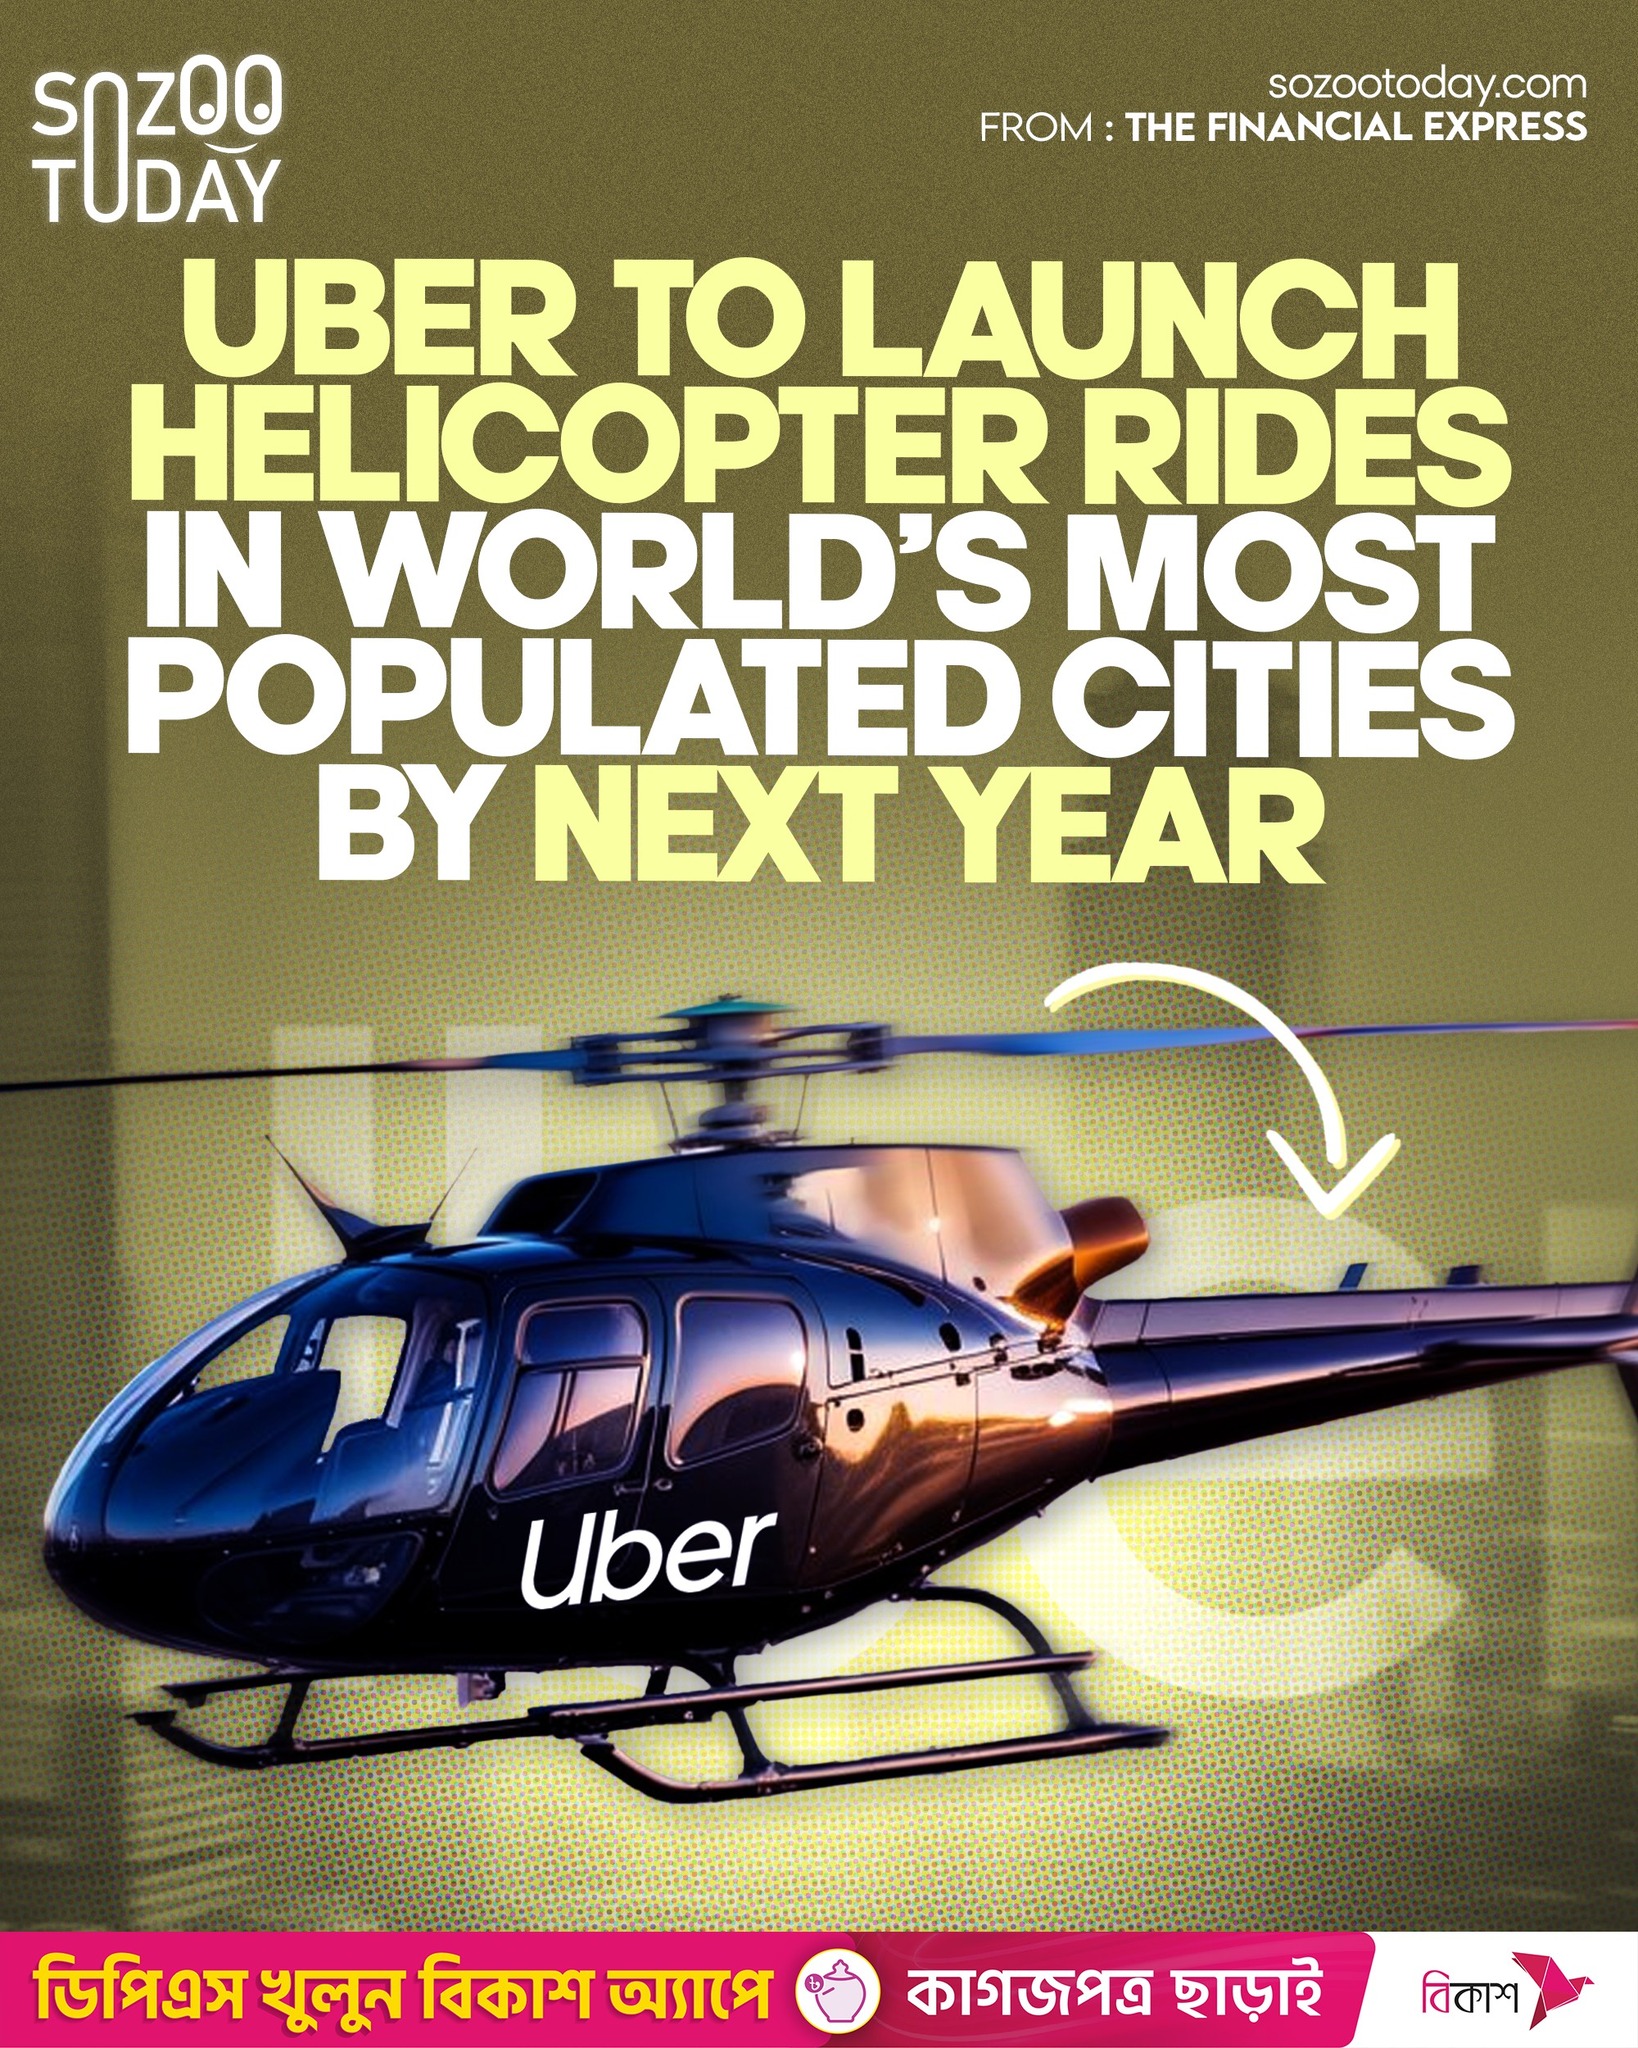 SOZOO
TODAY
sozootoday.com
FROM : THE FINANCIAL EXPRESS
UBER TO LAUNCH
HELICOPTER RIDES
IN WORLD'S MOST
POPULATED CITIES
BY NEXT YEAR
Uber
ডিপিএস খুলুন বিকাশ অ্যাপে
কাগজপত্র ছাড়াই
বিকাশ